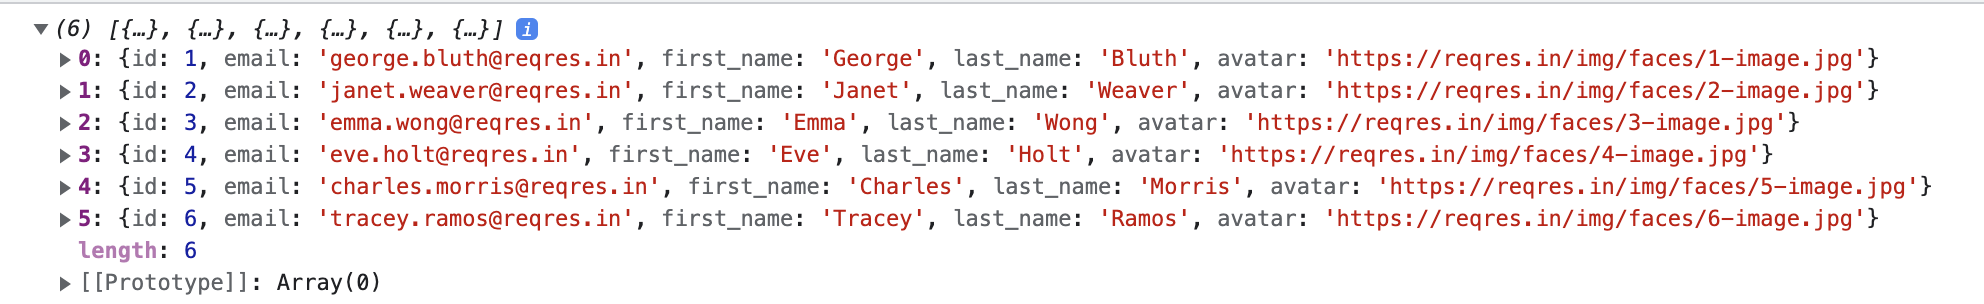 ▼(6) [{…}, {…}, {…}, {…}, {…}, {…}] i
▶0: {id: 1, email: 'george.bluth@reqres.in', first_name: 'George', last_name: 'Bluth', avatar: 'https://reqres.in/img/faces/1-image.jpg'}
▶1: {id: 2, email: 'janet.weaver@reqres.in', first_name: 'Janet', last_name: 'Weaver', avatar: 'https://reqres.in/img/faces/2-image.jpg'}
▶2: {id: 3, email: 'emma.wong@reqres.in', first_name: 'Emma', last_name: 'Wong', avatar: 'https://reqres.in/img/faces/3-image.jpg'}
▶3: {id: 4, email: 'eve.holt@reqres.in', first_name: 'Eve', last_name: 'Holt', avatar: 'https://reqres.in/img/faces/4-image.jpg'}
▶4: {id: 5, email: 'charles.morris@reqres.in', first_name: 'Charles', last_name: 'Morris', avatar: 'https://reqres.in/img/faces/5-image.jpg'}
▶5: {id: 6, email: 'tracey.ramos@reqres.in', first_name: 'Tracey', last_name: 'Ramos', avatar: 'https://reqres.in/img/faces/6-image.jpg'}
length: 6
▶[[Prototype]]: Array(0)